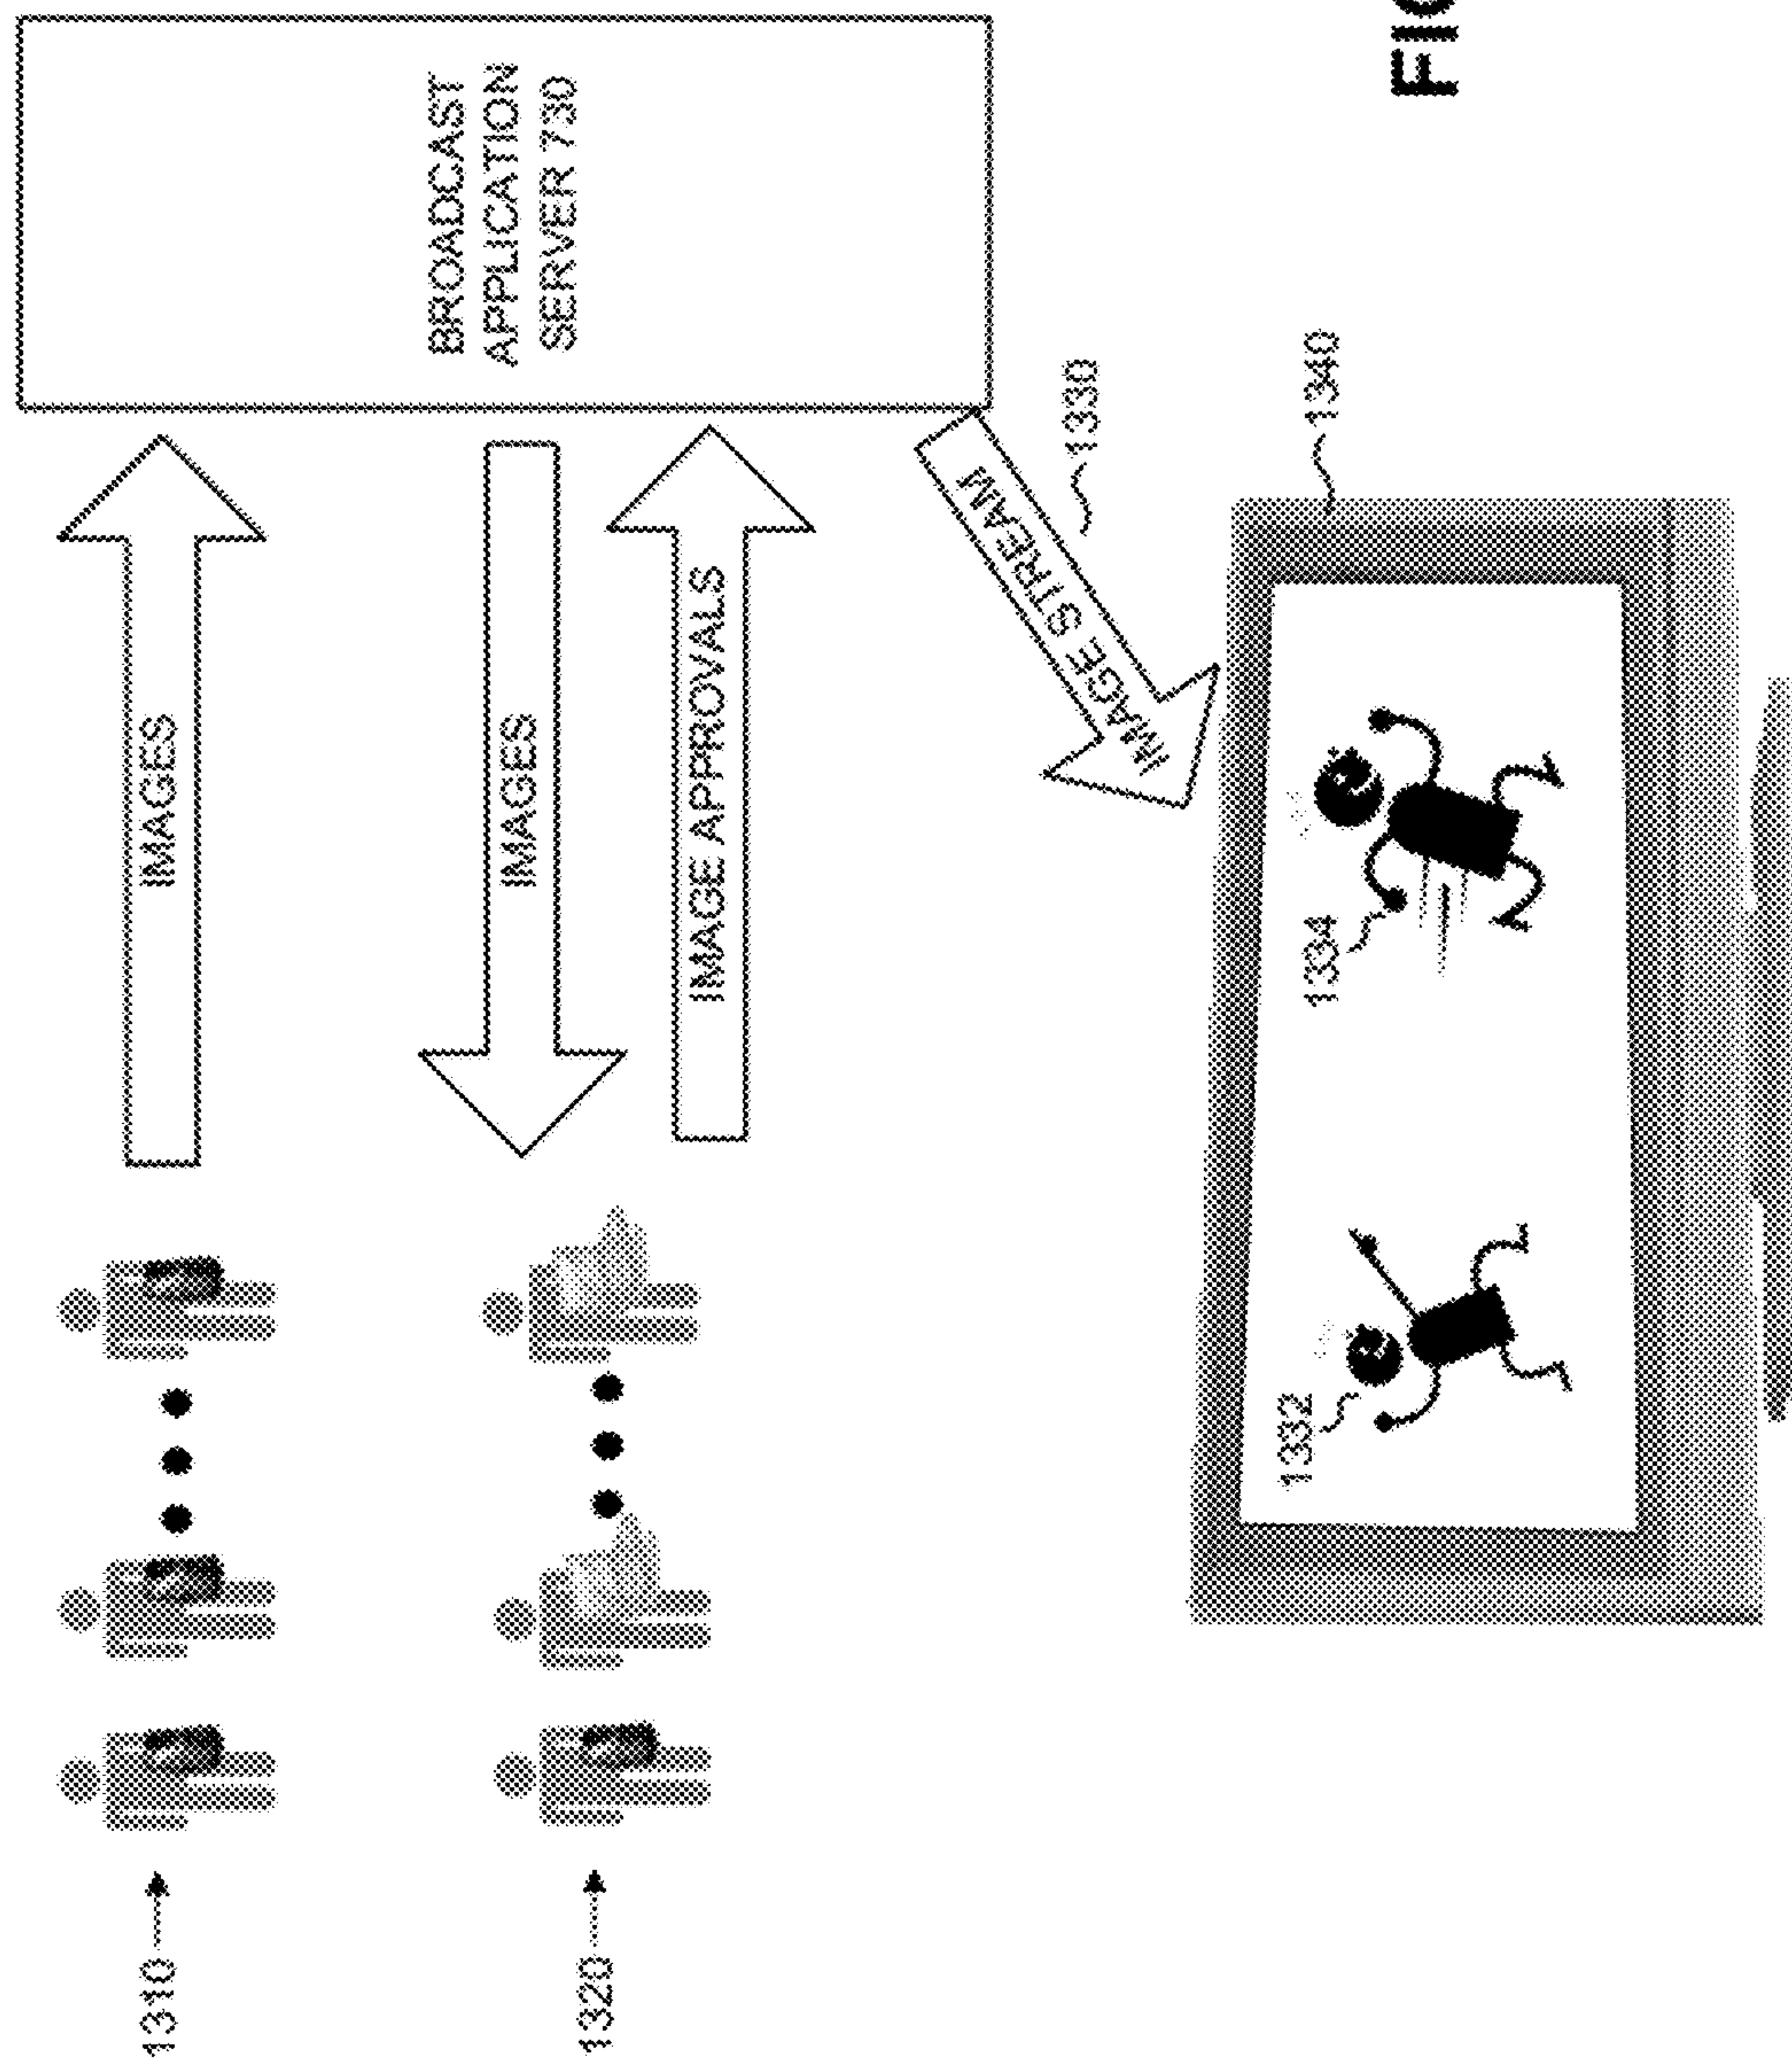 1310
IMAGES
BROADCAST
APPLICATION
SERVER 730
1320
IMAGES
IMAGE APPROVALS
IMAGE STREAM
1330
1340
1332
1334
e
e